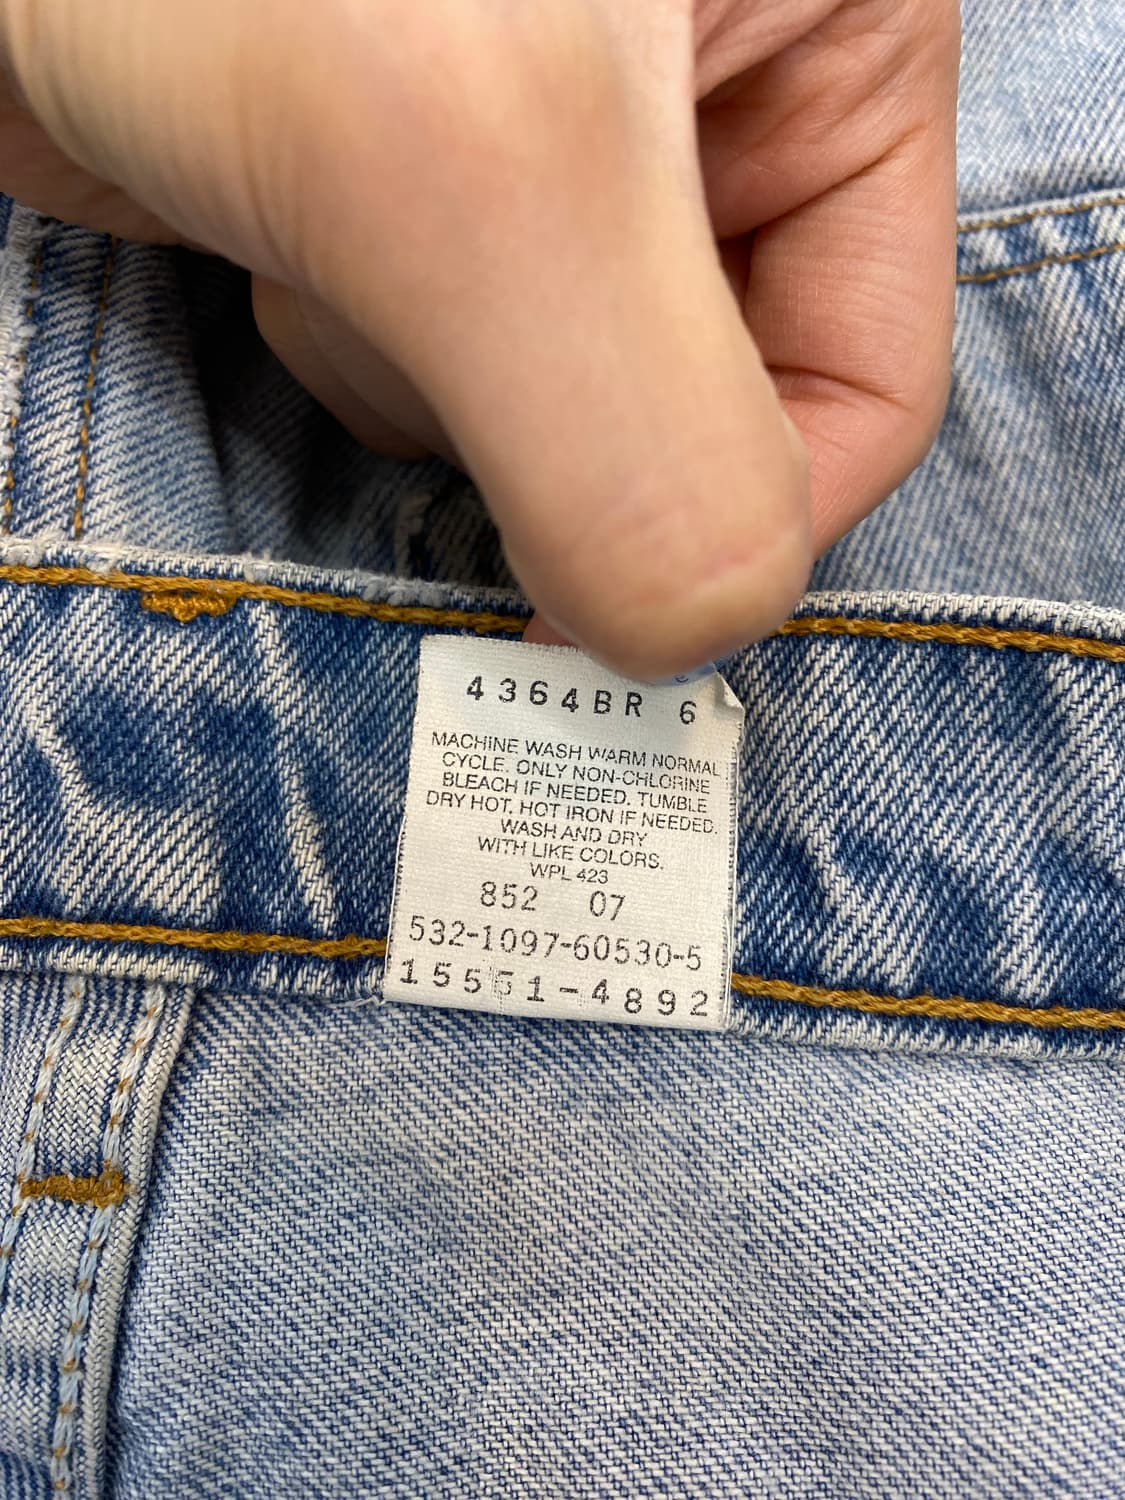 4364BR 6
MACHINE WASH WARM NORMAL
CYCLE. ONLY NON-CHLORINE
BLEACH IF NEEDED. TUMBLE
DRY HOT. HOT IRON IF NEEDED.
WASH AND DRY
WITH LIKE COLORS.
WPL 423
852 07
532-1097-60530-5
15551-4892